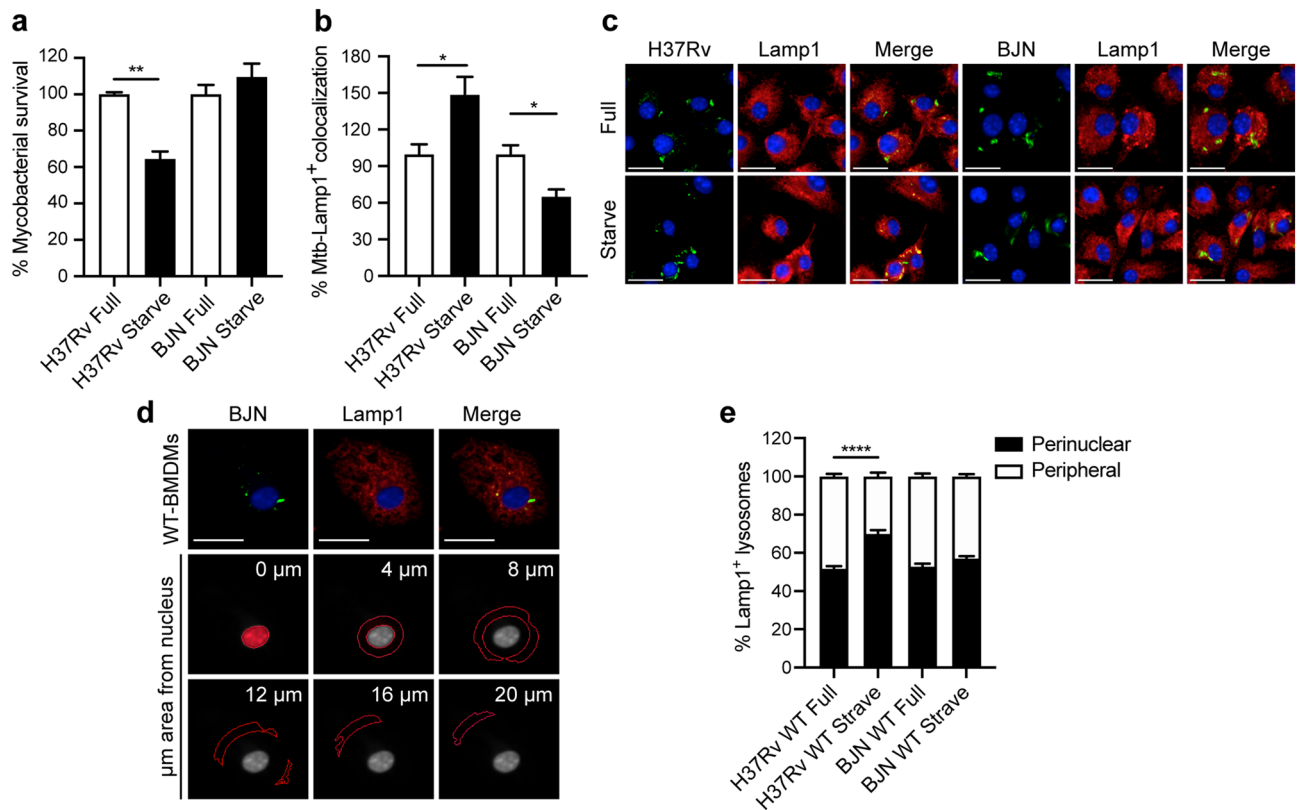 a
% Mycobacterial survival
120
100
80
60
40
20
0
**
H37Rv Full
H37Rv Starve
BJN Full
BJN Starve
b
% Mtb-Lamp1+ colocalization
180
150
120
90
60
30
0
*
*
H37Rv Full
H37Rv Starve
BJN Full
BJN Starve
c
H37Rv Lamp1 Merge BJN Lamp1 Merge
Full
Starve
d
BJN Lamp1 Merge
WT-BMDMs
µm area from nucleus
0 µm 4 µm 8 µm
12 µm 16 µm 20 µm
e
% Lamp1+ lysosomes
120
100
80
60
40
20
0
****
Perinuclear
Peripheral
H37Rv WT Full
H37Rv WT Strave
BJN WT Full
BJN WT Strave